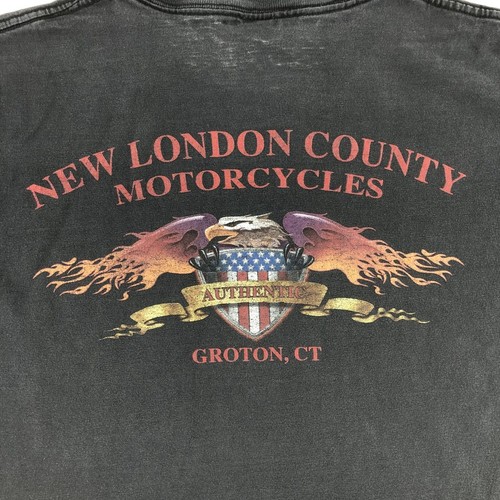 NEW LONDON COUNTY
MOTORCYCLES
AUTHENTIC
GROTON, CT